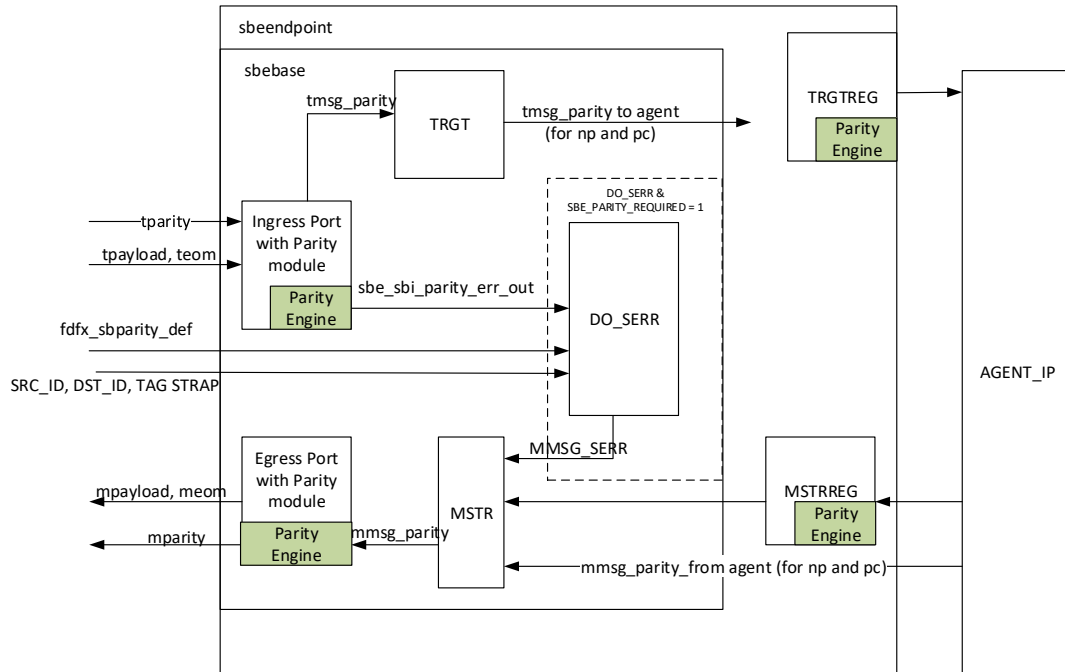 sbeendpoint
sbebase
tmsg_parity
TRGT
tmsg_parity to agent
(for np and pc)
TRGTREG
Parity
Engine
DO_SERR &
SBE_PARITY_REQUIRED = 1
tparity
tpayload, teom
Ingress Port
with Parity
module
Parity
Engine
sbe_sbi_parity_err_out
DO_SERR
fdfx_sbparity_def
SRC_ID, DST_ID, TAG STRAP
AGENT_IP
MMSG_SERR
Egress Port
with Parity
module
Parity
Engine
mpayload, meom
mparity
mmsg_parity
MSTR
MSTRREG
Parity
Engine
mmsg_parity_from agent (for np and pc)